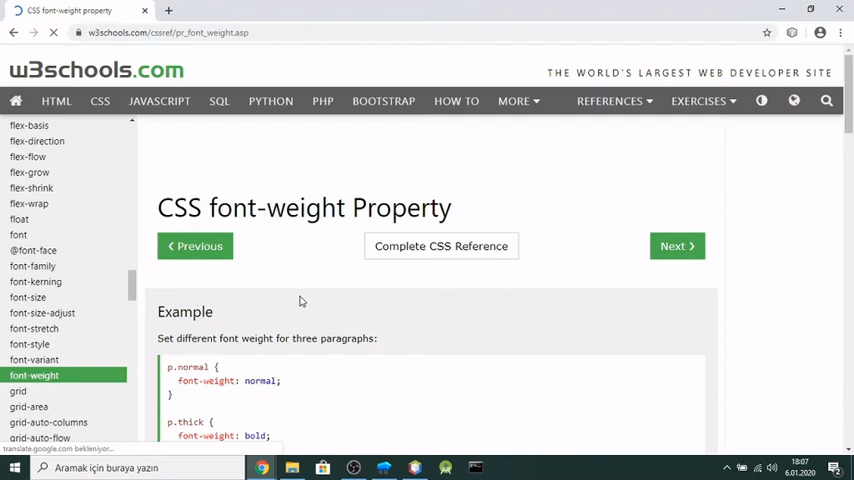 CSS font-weight property
w3schools.com/cssref/pr_font_weight.asp
w3schools.com
THE WORLD'S LARGEST WEB DEVELOPER SITE
HTML CSS JAVASCRIPT SQL PYTHON PHP BOOTSTRAP HOW TO MORE REFERENCES EXERCISES
flex-basis
flex-direction
flex-flow
flex-grow
flex-shrink
flex-wrap
float
font
@font-face
font-family
font-kerning
font-size
font-size-adjust
font-stretch
font-style
font-variant
font-weight
grid
grid-area
grid-auto-columns
grid-auto-flow
CSS font-weight Property
❮ Previous
Complete CSS Reference
Next ❯
Example
Set different font weight for three paragraphs:
p.normal {
font-weight: normal;
}
p.thick {
font-weight: bold;
translate.google.com bekleniyor...
Aramak için buraya yazın
18:07
6.01.2020
2